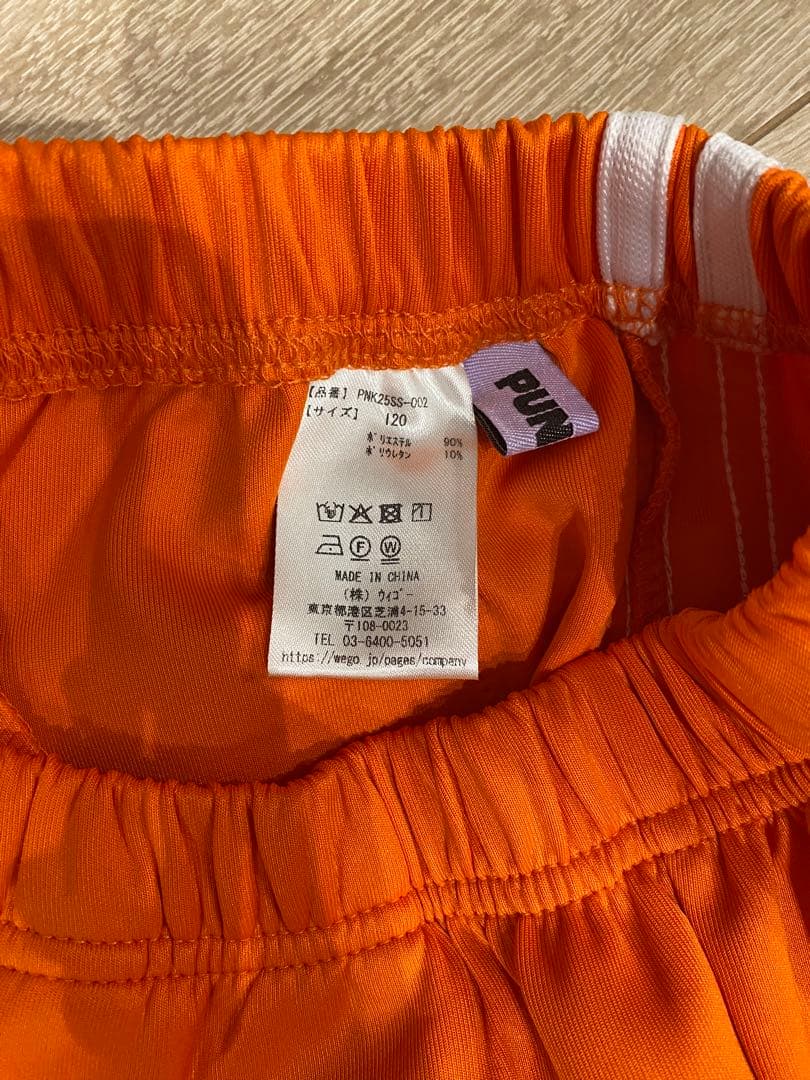 【品番】 PNK25SS-002
【サイズ】 120
ポリエステル 90%
ポリウレタン 10%
F W
MADE IN CHINA
(株) ウィゴー
東京都港区芝浦4-15-33
〒108-0023
TEL 03-6400-5051
https://wego.jp/pages/company
PUN